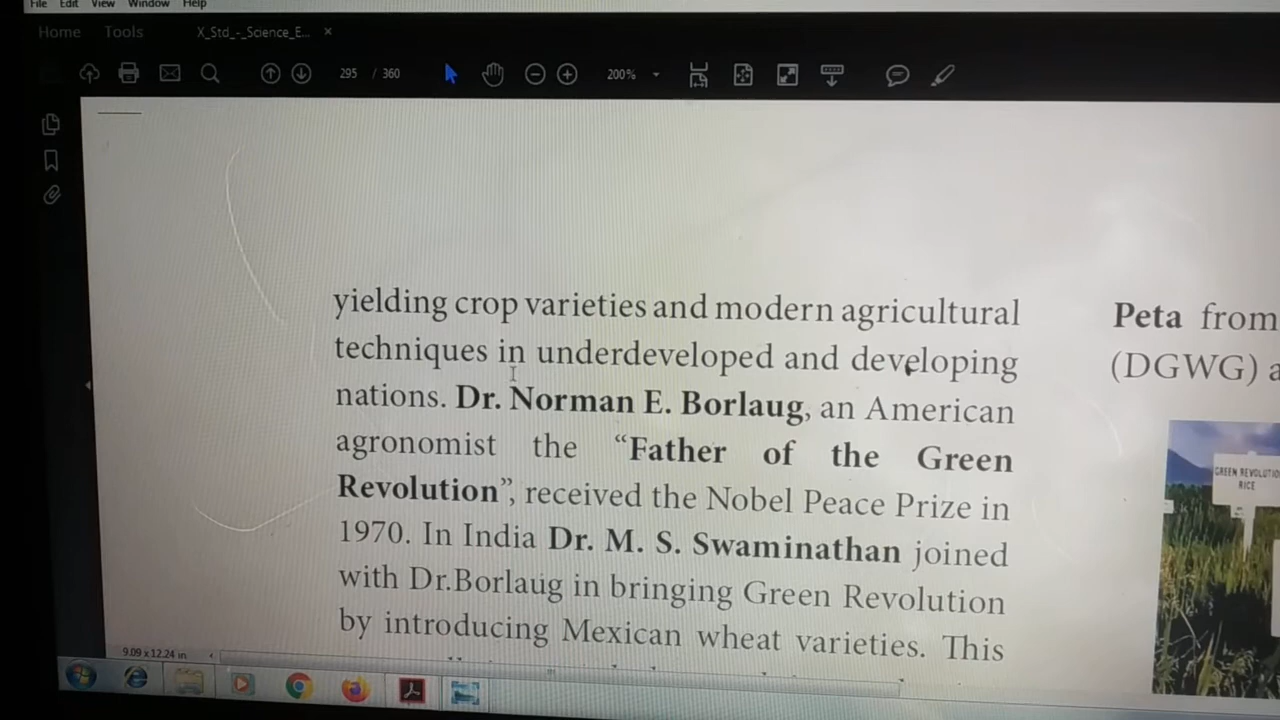 File Edit View Window Help
Home Tools X_Std_-_Science_E... ×
295 / 360 200%
yielding crop varieties and modern agricultural
techniques in underdeveloped and developing
nations. Dr. Norman E. Borlaug, an American
agronomist the “Father of the Green
Revolution”, received the Nobel Peace Prize in
1970. In India Dr. M. S. Swaminathan joined
with Dr.Borlaug in bringing Green Revolution
by introducing Mexican wheat varieties. This
Peta from
(DGWG) a
GREEN REVOLUTIO
RICE
9.09 x 12.24 in